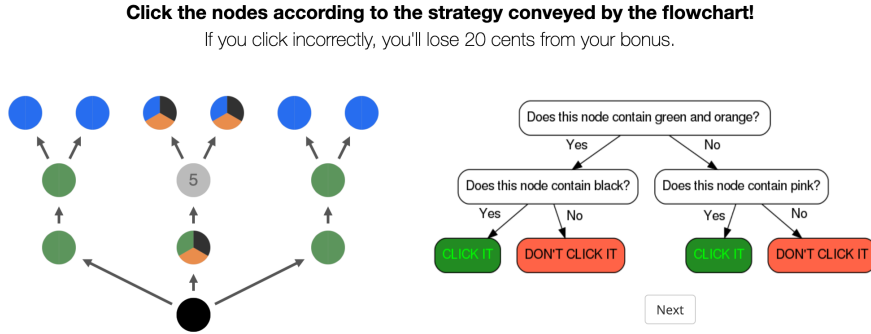 Click the nodes according to the strategy conveyed by the flowchart!
If you click incorrectly, you'll lose 20 cents from your bonus.
Does this node contain green and orange?
Yes
No
Does this node contain black?
Does this node contain pink?
5
Yes
No
Yes
No
CLICK IT
DON'T CLICK IT
CLICK IT
DON'T CLICK IT
Next